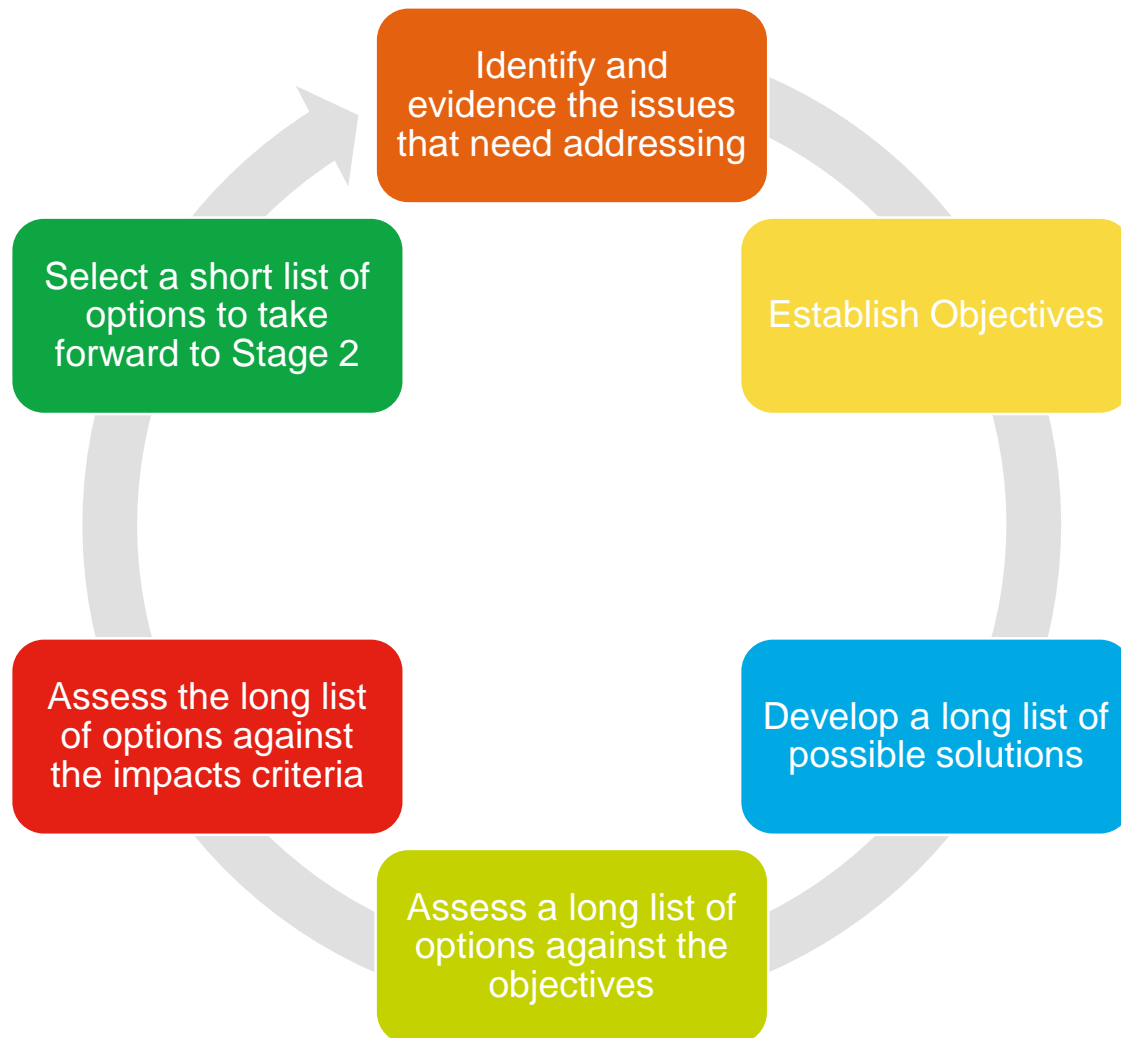 Identify and
evidence the issues
that need addressing
Establish Objectives
Develop a long list of
possible solutions
Assess a long list of
options against the
objectives
Assess the long list
of options against
the impacts criteria
Select a short list of
options to take
forward to Stage 2